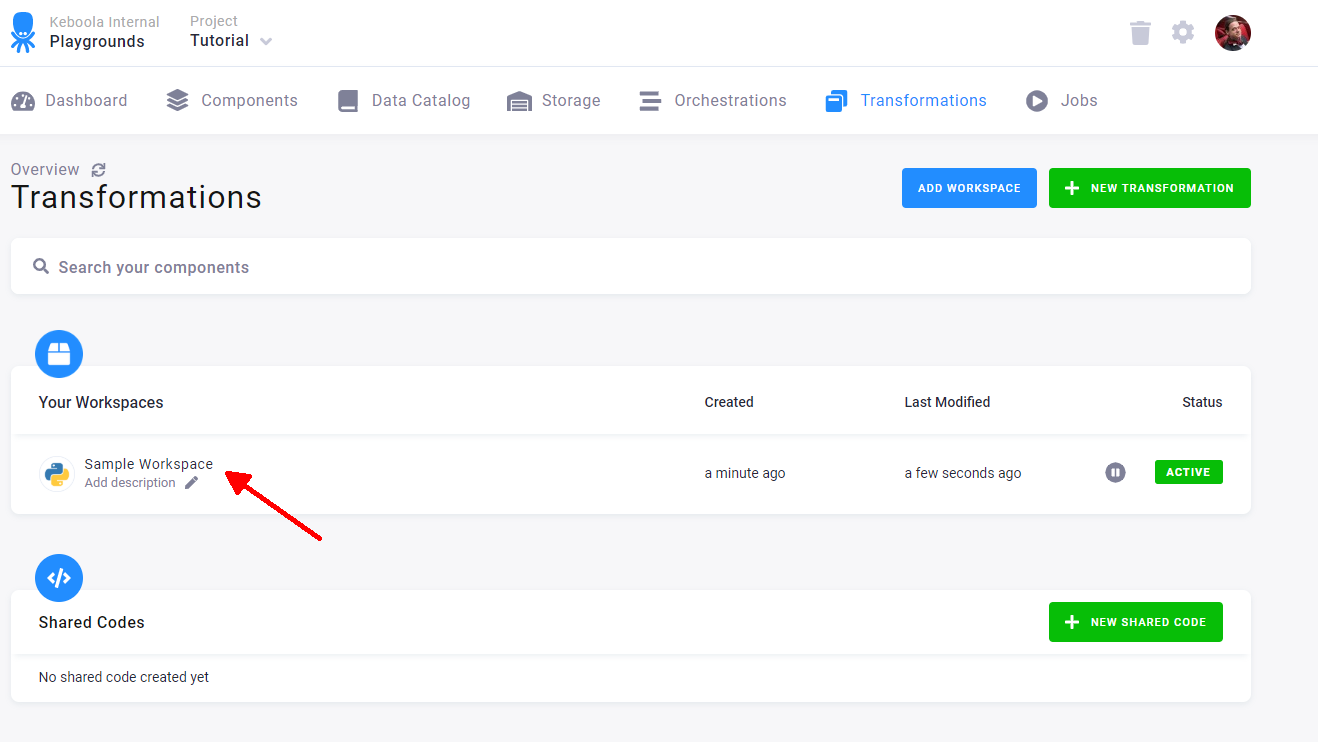 Keboola Internal
Playgrounds
Project
Tutorial
Dashboard
Components
Data Catalog
Storage
Orchestrations
Transformations
Jobs
Overview
Transformations
ADD WORKSPACE
NEW TRANSFORMATION
Search your components
Your Workspaces
Created
Last Modified
Status
Sample Workspace
Add description
a minute ago
a few seconds ago
ACTIVE
Shared Codes
NEW SHARED CODE
No shared code created yet